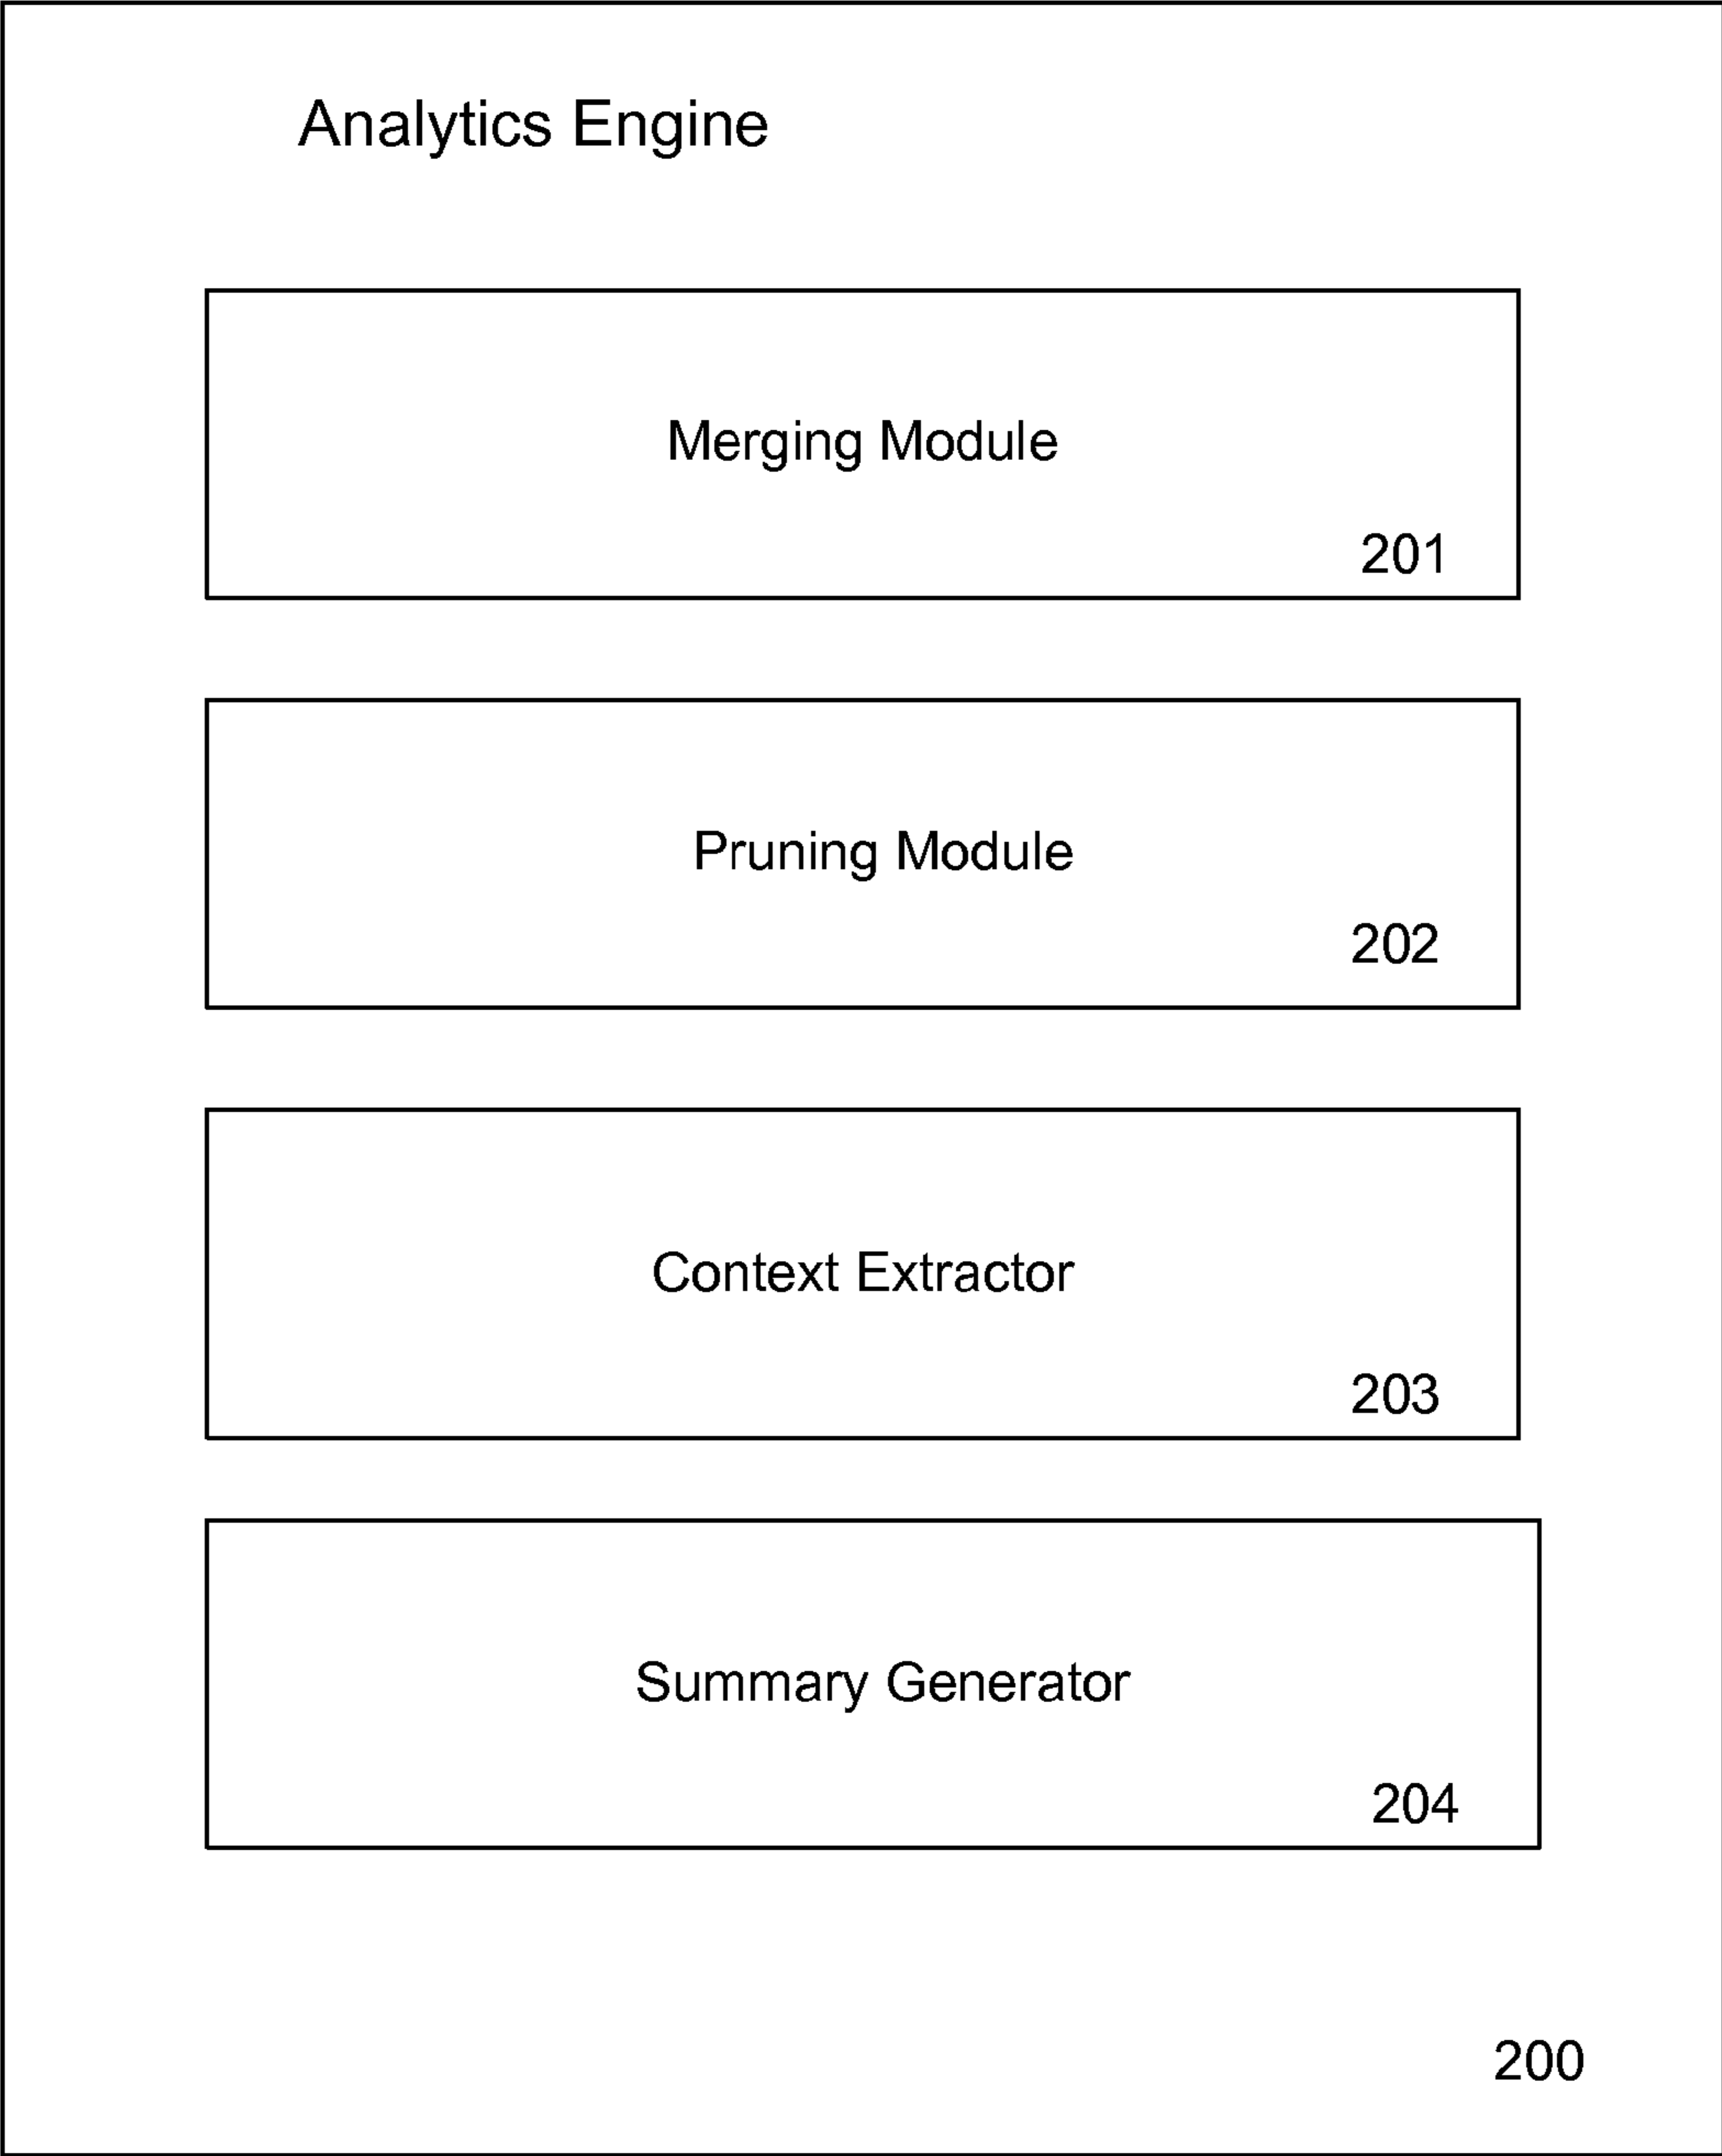 Analytics Engine
Merging Module
201
Pruning Module
202
Context Extractor
203
Summary Generator
204
200